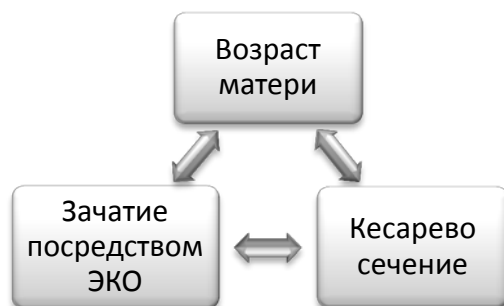 Возраст
матери
Зачатие
посредством
ЭКО
Кесарево
сечение